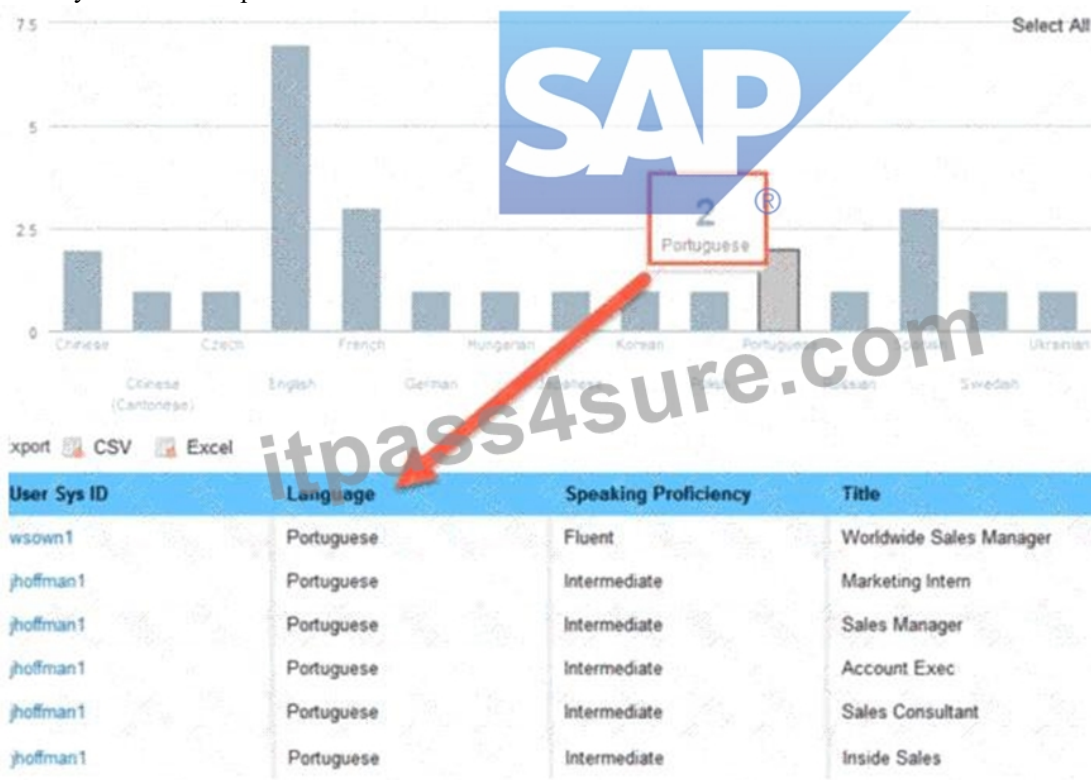 7.5
Select All
SAP
®
5
2
Portuguese
2.5
0
Chinese Czech French Hungarian Korean Portuguese Spanish Ukrainian
Chinese English German Japanese Polish Russian Swedish
(Cantonese)
xport CSV Excel
itpass4sure.com
User Sys ID Language Speaking Proficiency Title
wsown1 Portuguese Fluent Worldwide Sales Manager
jhoffman1 Portuguese Intermediate Marketing Intern
jhoffman1 Portuguese Intermediate Sales Manager
jhoffman1 Portuguese Intermediate Account Exec
jhoffman1 Portuguese Intermediate Sales Consultant
jhoffman1 Portuguese Intermediate Inside Sales